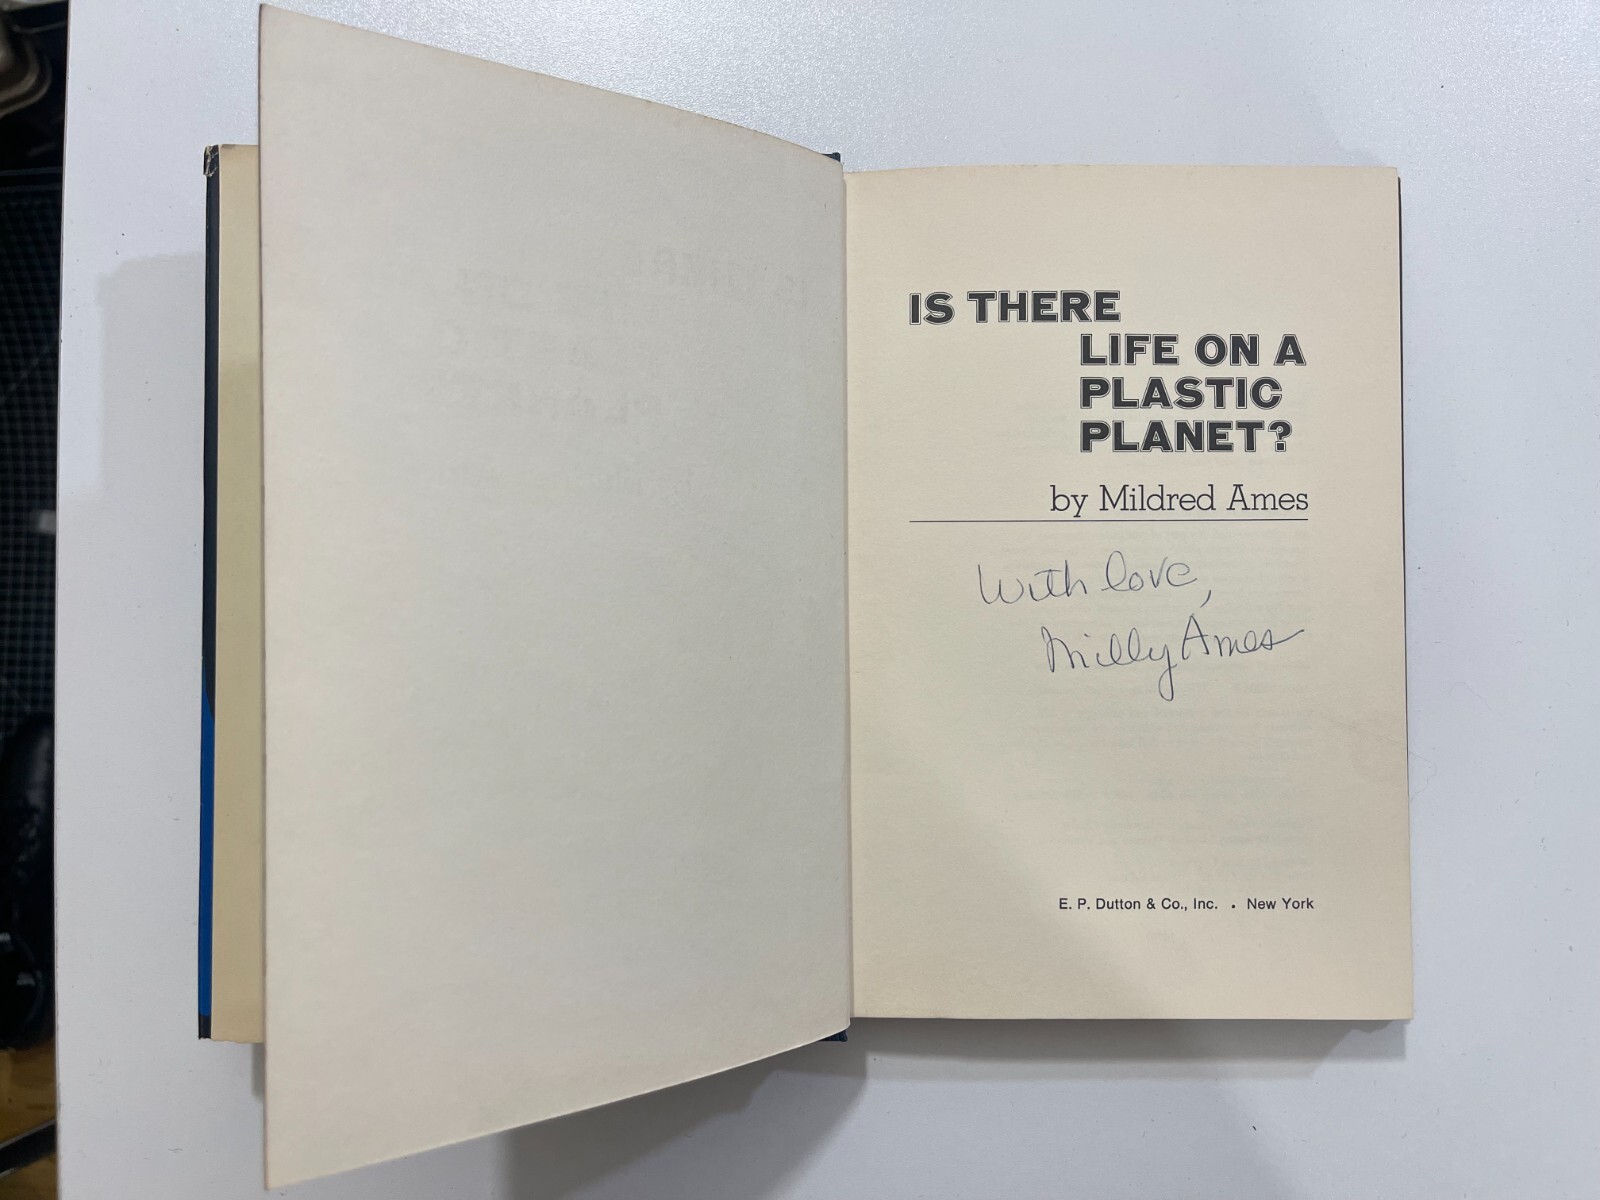 IS THERE
LIFE ON A
PLASTIC
PLANET?
by Mildred Ames
With love,
Milly Ames
E. P. Dutton & Co., Inc. • New York